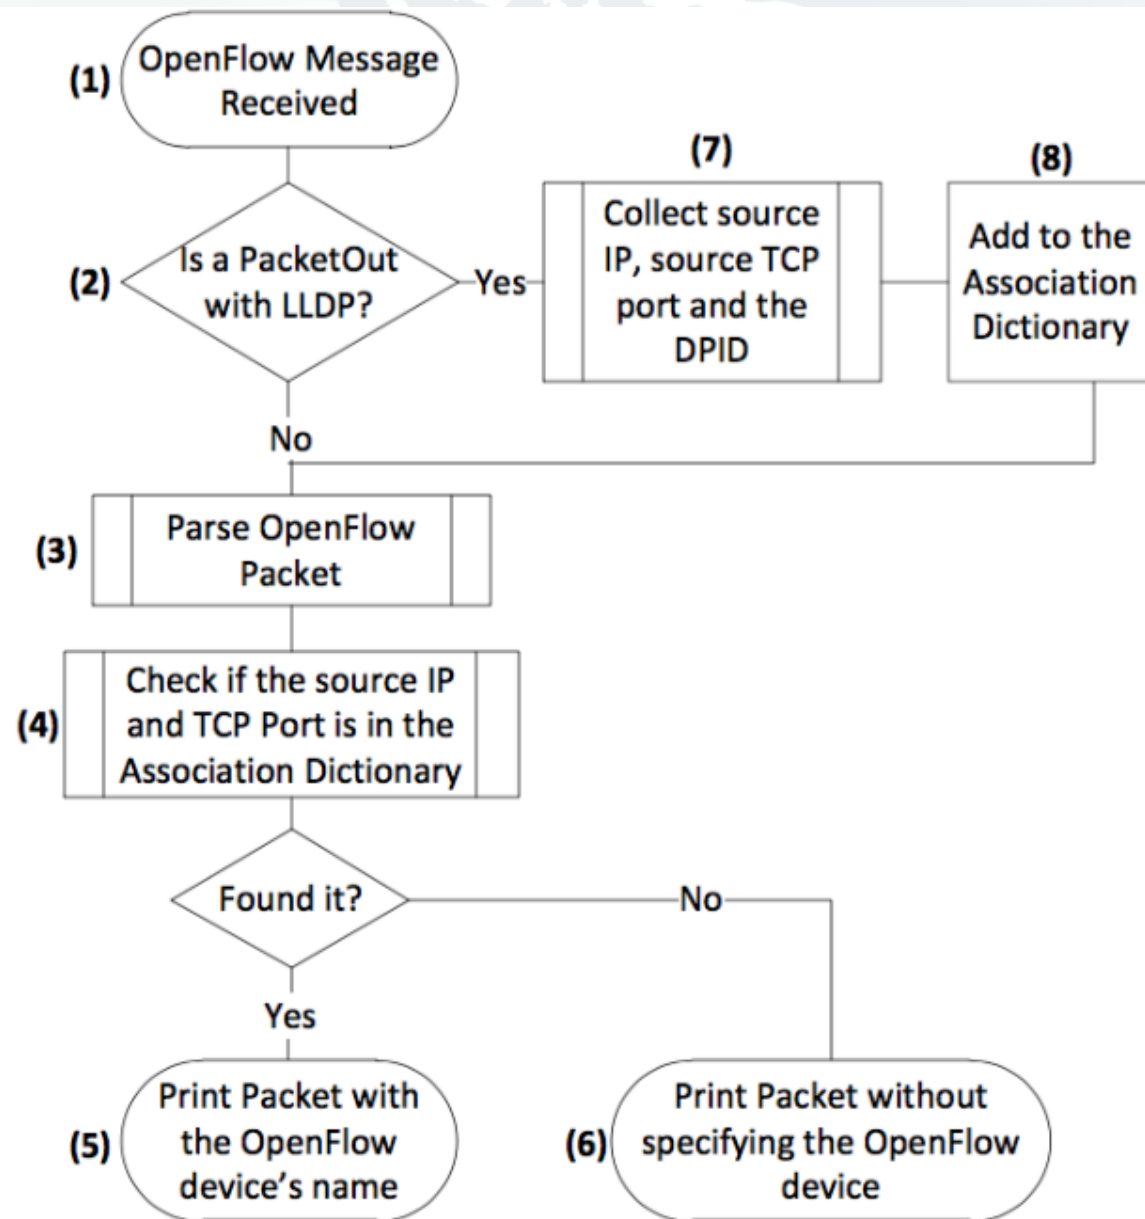 (1)
OpenFlow Message
Received
(2)
Is a PacketOut
with LLDP?
Yes
(7)
Collect source
IP, source TCP
port and the
DPID
(8)
Add to the
Association
Dictionary
No
(3)
Parse OpenFlow
Packet
(4)
Check if the source IP
and TCP Port is in the
Association Dictionary
Found it?
No
Yes
(5)
Print Packet with
the OpenFlow
device’s name
(6)
Print Packet without
specifying the OpenFlow
device